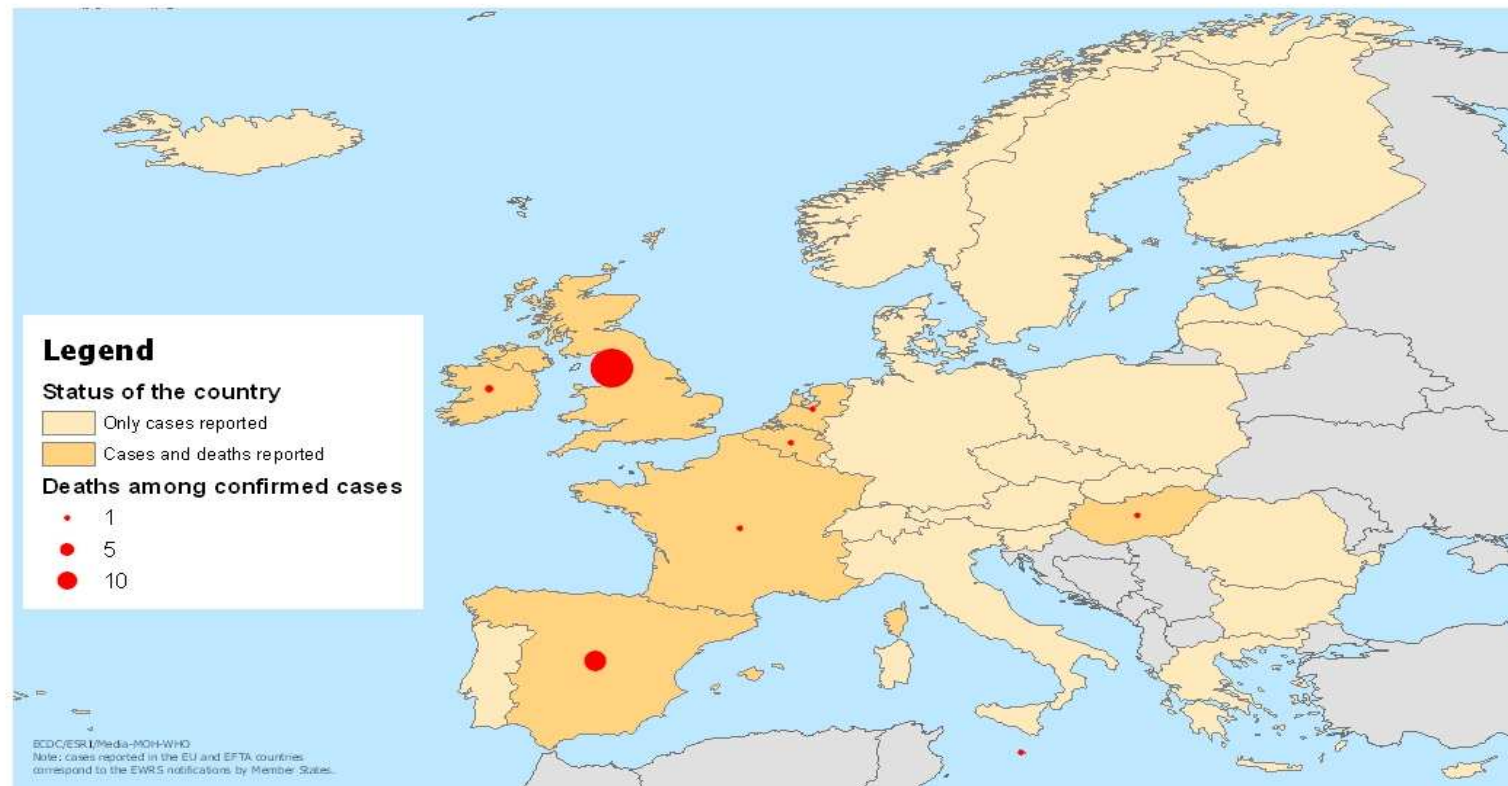 Legend
Status of the country
Only cases reported
Cases and deaths reported
Deaths among confirmed cases
1
5
10
ECDC/ESRI/Media-MOH-WHO
Note: cases reported in the EU and EFTA countries
correspond to the EWRS notifications by Member States.